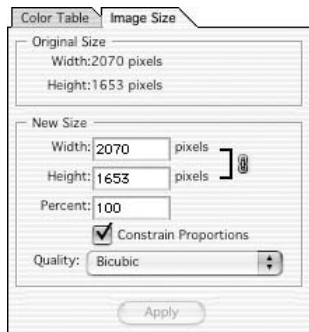 Color Table Image Size
Original Size
Width:2070 pixels
Height:1653 pixels
New Size
Width: 2070 pixels
Height: 1653 pixels
Percent: 100
Constrain Proportions
Quality: Bicubic
Apply